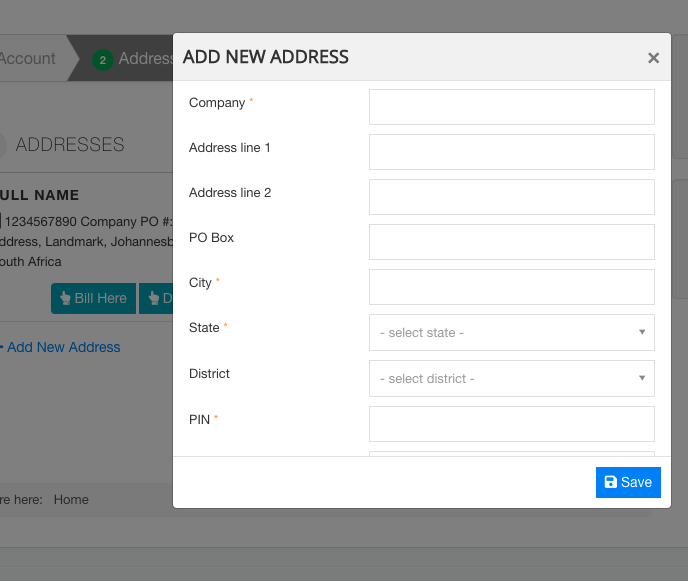 Account
2 Address
ADD NEW ADDRESS ×
Company *
Address line 1
Address line 2
PO Box
City *
State * - select state -
District - select district -
PIN *
Save
ADDRESSES
ULL NAME
1234567890 Company PO #:
ddress, Landmark, Johannesb
outh Africa
Bill Here D
Add New Address
re here: Home